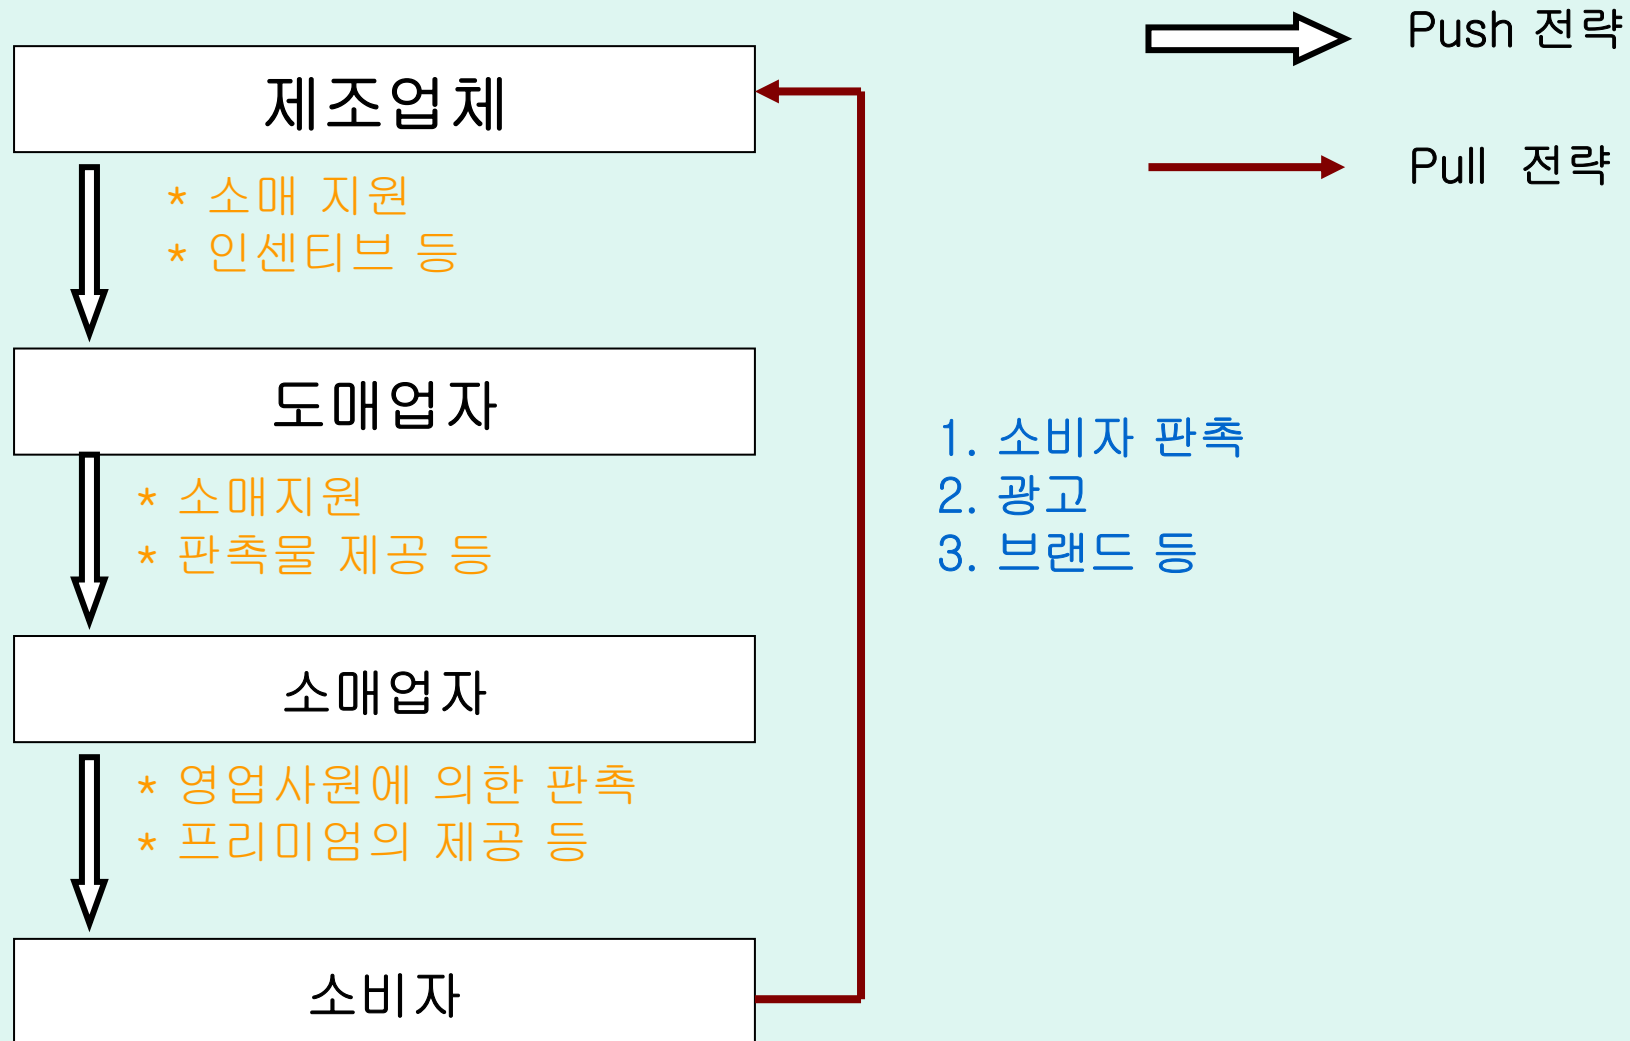 Push 전략
Pull 전략
제조업체
* 소매 지원
* 인센티브 등
도매업자
* 소매지원
* 판촉물 제공 등
소매업자
* 영업사원에 의한 판촉
* 프리미엄의 제공 등
소비자
1. 소비자 판촉
2. 광고
3. 브랜드 등